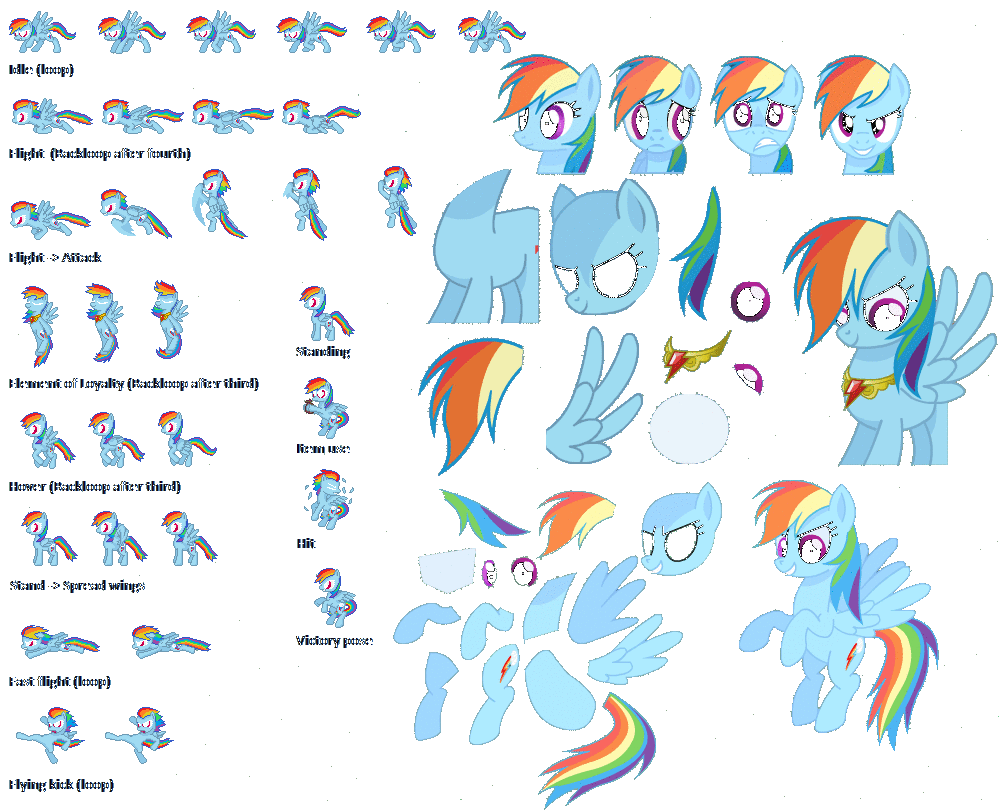 Idle (loop)
Flight (Backloop after fourth)
Flight -> Attack
Element of Loyalty (Backloop after third)
Standing
Item use
Hover (Backloop after third)
Hit
Stand -> Spread wings
Victory pose
Fast flight (loop)
Flying kick (loop)